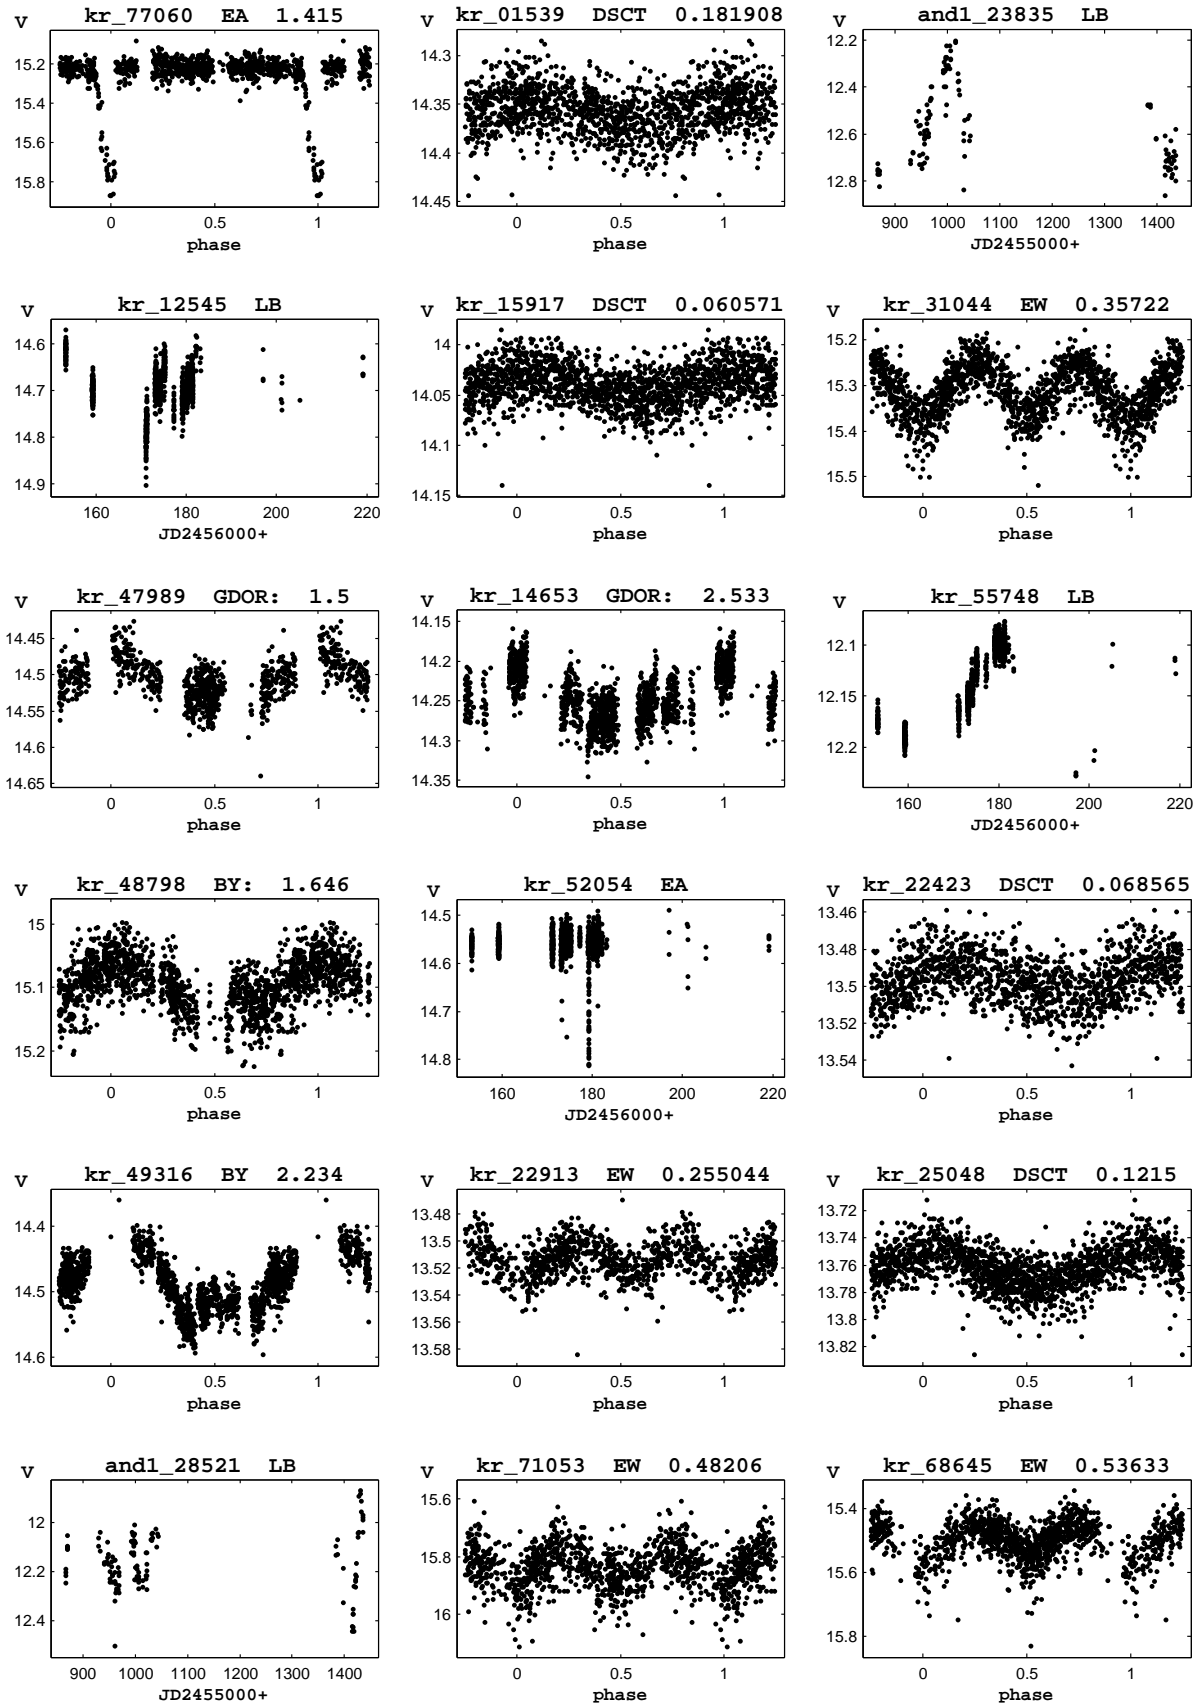 kr_77060 EA 1.415
V
15.2
15.4
15.6
15.8
0
0.5
1
phase
kr_01539 DSCT 0.181908
V
14.3
14.35
14.4
14.45
0
0.5
1
phase
and1_23835 LB
V
12.2
12.4
12.6
12.8
900
1000
1100
1200
1300
1400
JD2455000+
kr_12545 LB
V
14.6
14.7
14.8
14.9
160
180
200
220
JD2456000+
kr_15917 DSCT 0.060571
V
14
14.05
14.1
14.15
0
0.5
1
phase
kr_31044 EW 0.35722
V
15.2
15.3
15.4
15.5
0
0.5
1
phase
kr_47989 GDOR: 1.5
V
14.45
14.5
14.55
14.6
14.65
0
0.5
1
phase
kr_14653 GDOR: 2.533
V
14.15
14.2
14.25
14.3
14.35
0
0.5
1
phase
kr_55748 LB
V
12.1
12.15
12.2
160
180
200
220
JD2456000+
kr_48798 BY: 1.646
V
15
15.1
15.2
0
0.5
1
phase
kr_52054 EA
V
14.5
14.6
14.7
14.8
160
180
200
220
JD2456000+
kr_22423 DSCT 0.068565
V
13.46
13.48
13.5
13.52
13.54
0
0.5
1
phase
kr_49316 BY 2.234
V
14.4
14.5
14.6
0
0.5
1
phase
kr_22913 EW 0.255044
V
13.48
13.5
13.52
13.54
13.56
13.58
0
0.5
1
phase
kr_25048 DSCT 0.1215
V
13.72
13.74
13.76
13.78
13.8
13.82
0
0.5
1
phase
and1_28521 LB
V
12
12.2
12.4
900
1000
1100
1200
1300
1400
JD2455000+
kr_71053 EW 0.48206
V
15.6
15.8
16
0
0.5
1
phase
kr_68645 EW 0.53633
V
15.4
15.6
15.8
0
0.5
1
phase